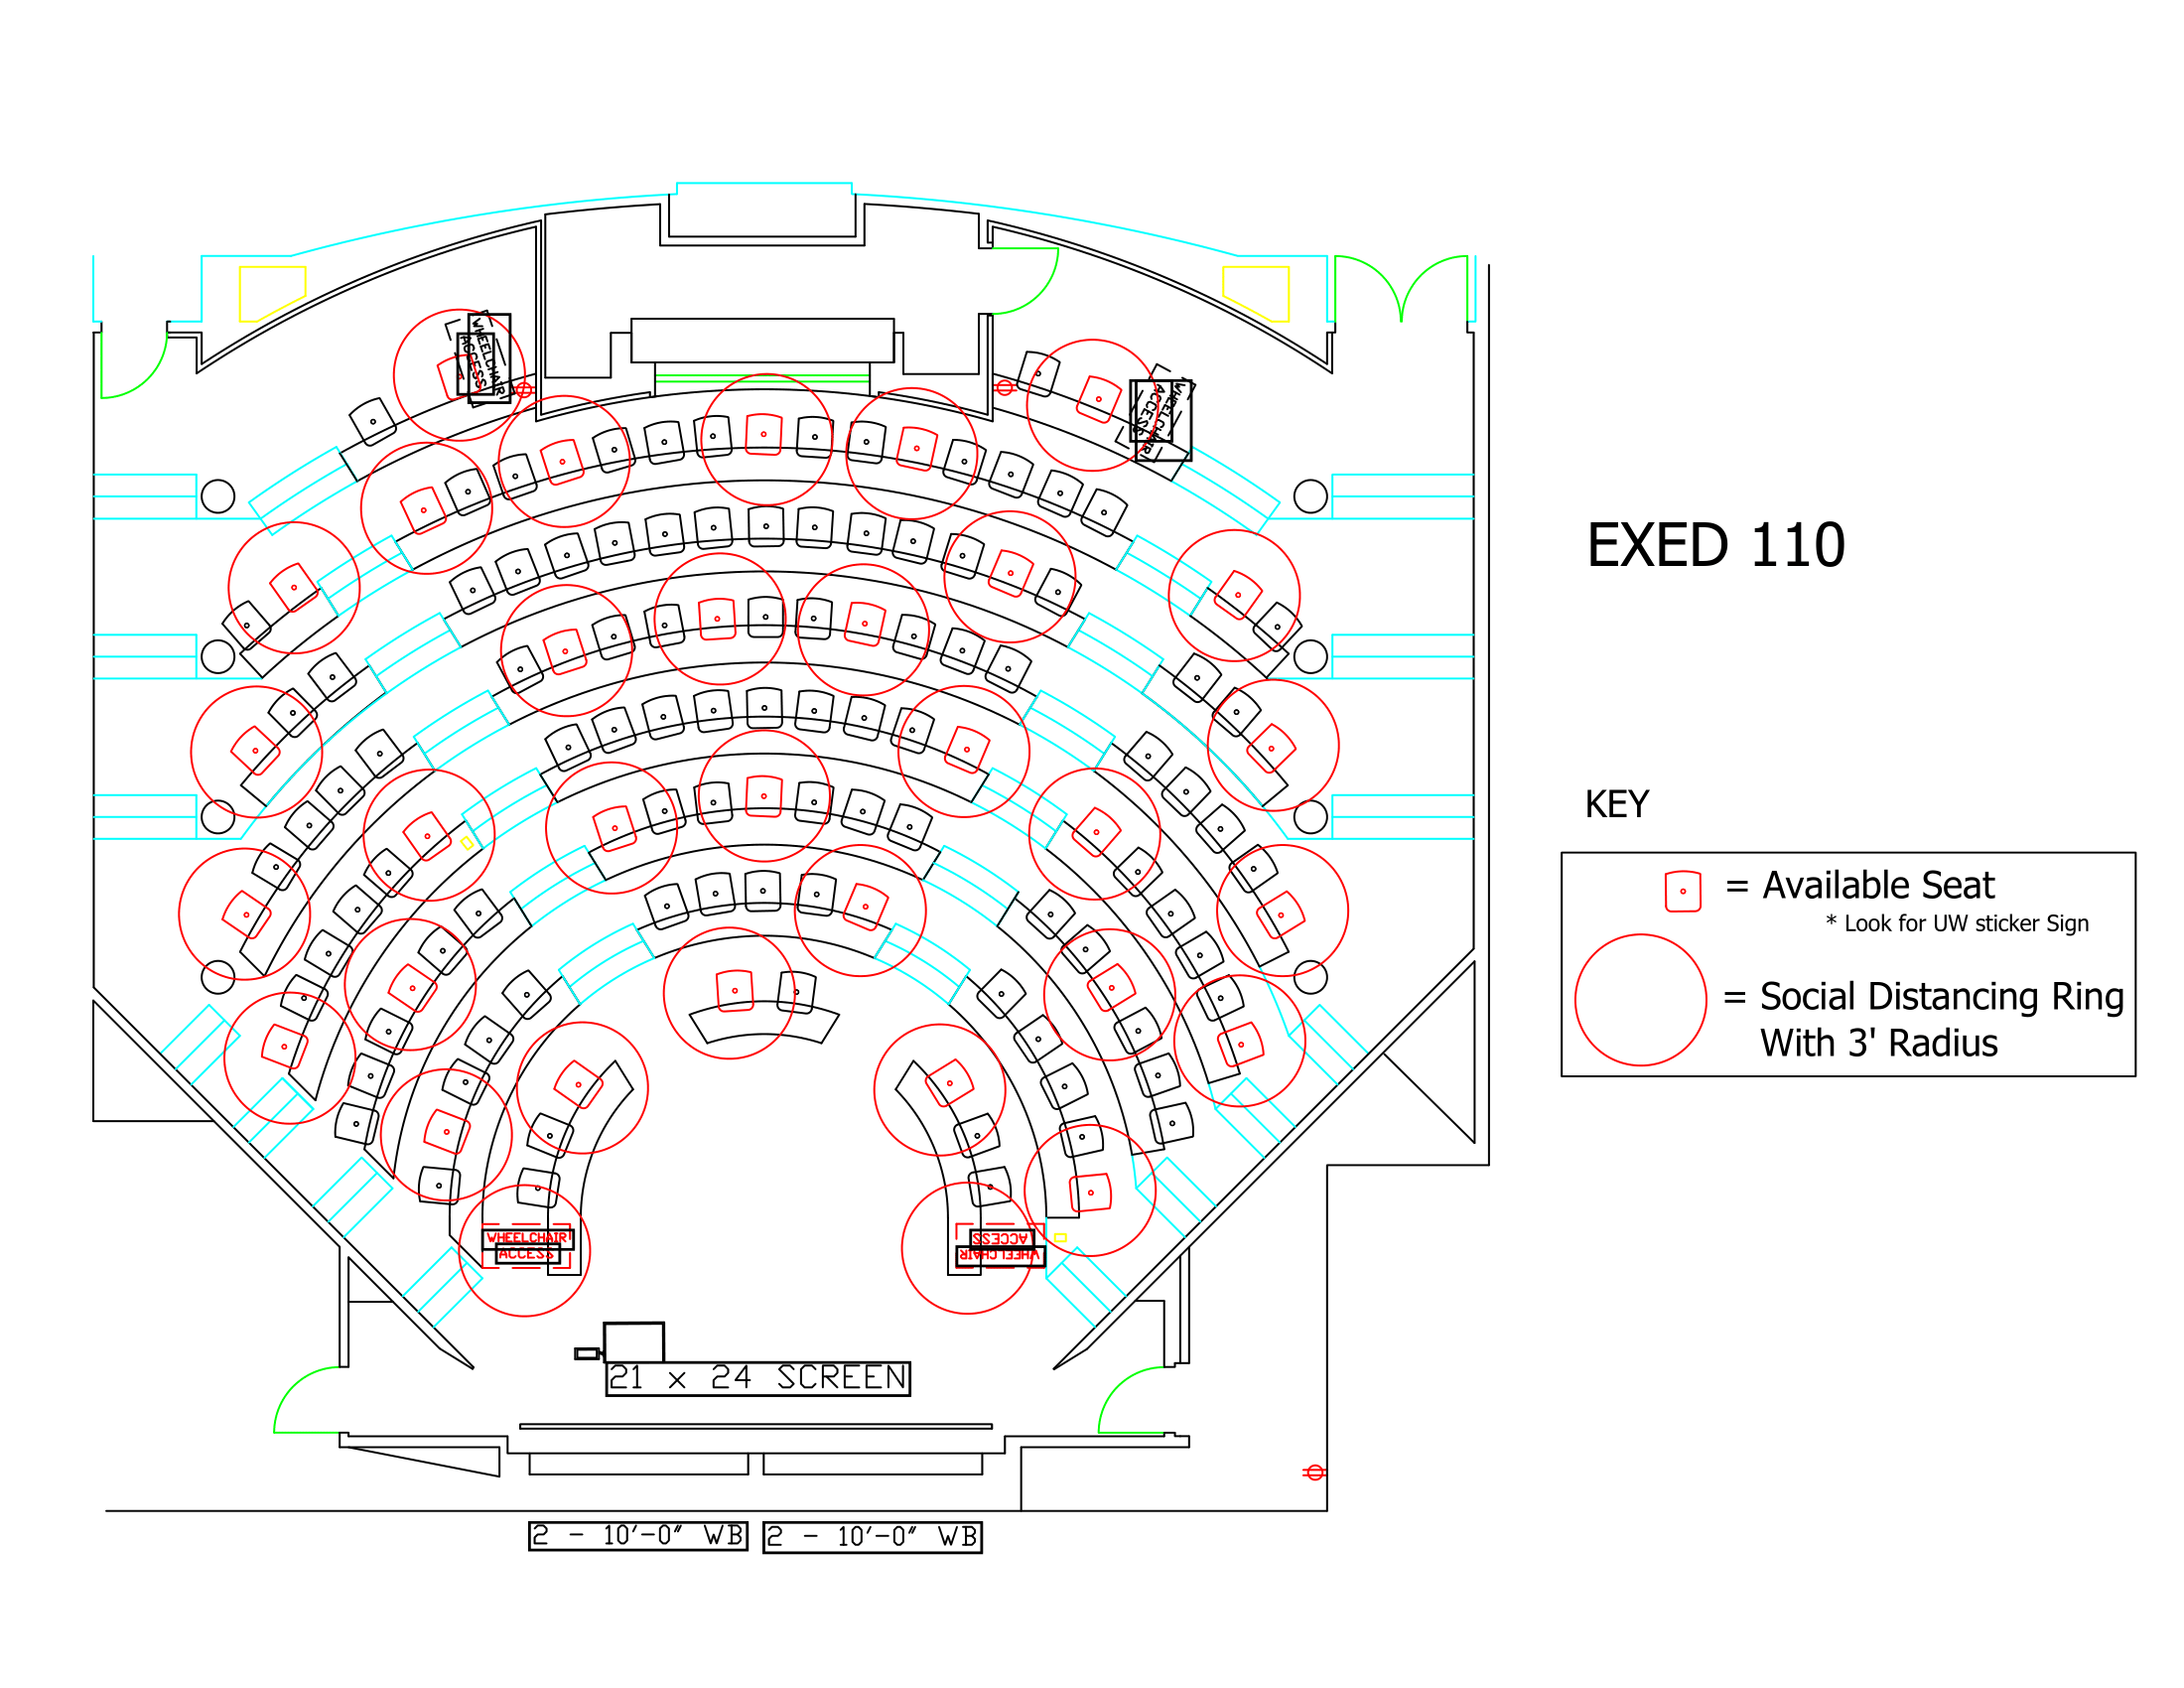 WHEELCHAIR
ACCESS
WHEELCHAIR
ACCESS
EXED 110
KEY
= Available Seat
* Look for UW sticker Sign
= Social Distancing Ring
With 3' Radius
WHEELCHAIR
ACCESS
WHEELCHAIR
ACCESS
21 x 24 SCREEN
2 - 10'-0" WB
2 - 10'-0" WB